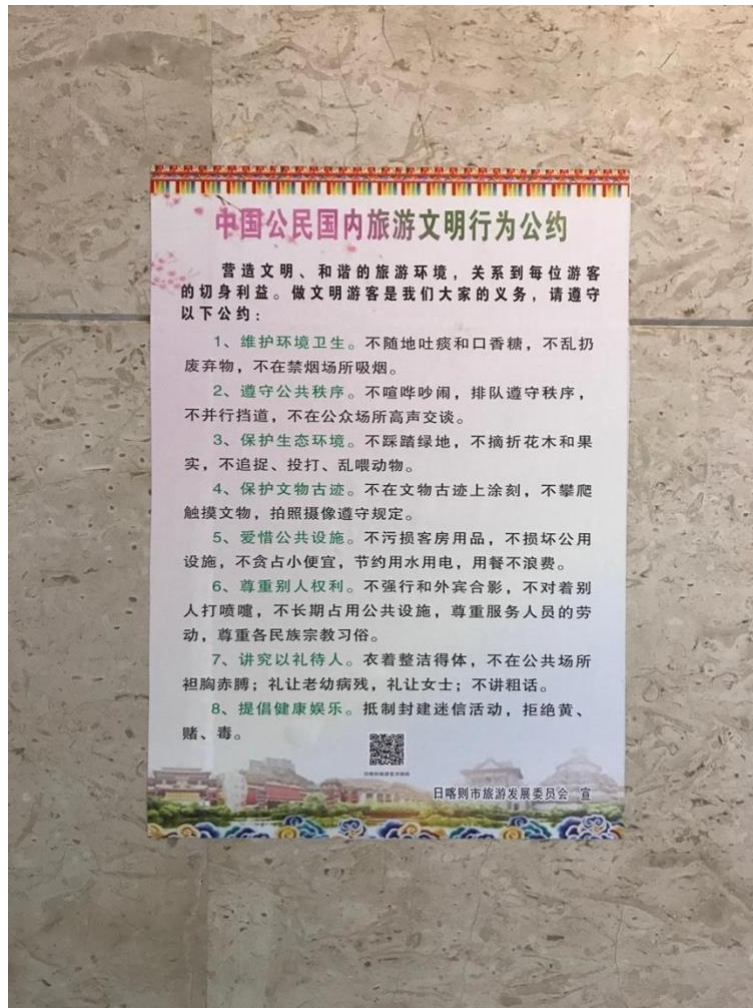 中国公民国内旅游文明行为公约
营造文明、和谐的旅游环境，关系到每位游客
的切身利益。做文明游客是我们大家的义务，请遵守
以下公约：
1、维护环境卫生。不随地吐痰和口香糖，不乱扔
废弃物，不在禁烟场所吸烟。
2、遵守公共秩序。不喧哗吵闹，排队遵守秩序，
不并行挡道，不在公众场所高声交谈。
3、保护生态环境。不踩踏绿地，不摘折花木和果
实，不追捉、投打、乱喂动物。
4、保护文物古迹。不在文物古迹上涂刻，不攀爬
触摸文物，拍照摄像遵守规定。
5、爱惜公共设施。不污损客房用品，不损坏公用
设施，不贪占小便宜，节约用水用电，用餐不浪费。
6、尊重别人权利。不强行和外宾合影，不对着别
人打喷嚏，不长期占用公共设施，尊重服务人员的劳
动，尊重各民族宗教习俗。
7、讲究以礼待人。衣着整洁得体，不在公共场所
袒胸赤膊；礼让老幼病残，礼让女士；不讲粗话。
8、提倡健康娱乐。抵制封建迷信活动，拒绝黄、
赌、毒。
日喀则市旅游发展委员会 宣